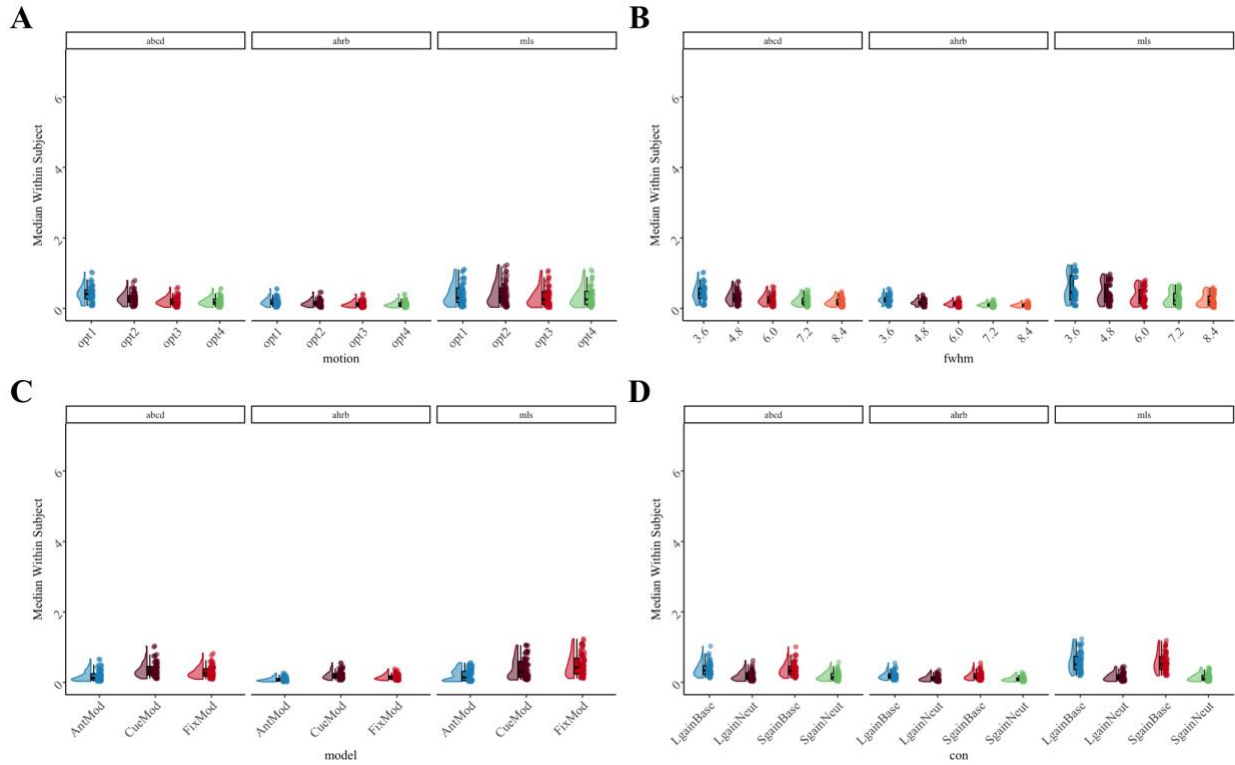 A
abcd
ahrb
mls
Median Within Subject
6
4
2
0
opt1 opt2 opt3 opt4
opt1 opt2 opt3 opt4
opt1 opt2 opt3 opt4
motion
B
abcd
ahrb
mls
Median Within Subject
6
4
2
0
3.6 4.8 6.0 7.2 8.4
3.6 4.8 6.0 7.2 8.4
3.6 4.8 6.0 7.2 8.4
fwhm
C
abcd
ahrb
mls
Median Within Subject
6
4
2
0
AntMod CueMod FixMod
AntMod CueMod FixMod
AntMod CueMod FixMod
model
D
abcd
ahrb
mls
Median Within Subject
6
4
2
0
LgainBase LgainNeut SgainBase SgainNeut
LgainBase LgainNeut SgainBase SgainNeut
LgainBase LgainNeut SgainBase SgainNeut
con